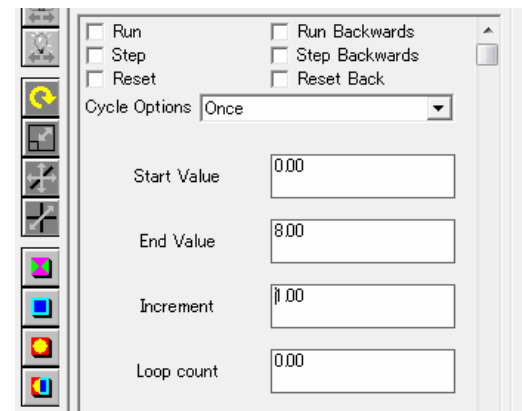 Run Run Backwards
Step Step Backwards
Reset Reset Back
Cycle Options Once
Start Value 0.00
End Value 8.00
Increment 1.00
Loop count 0.00